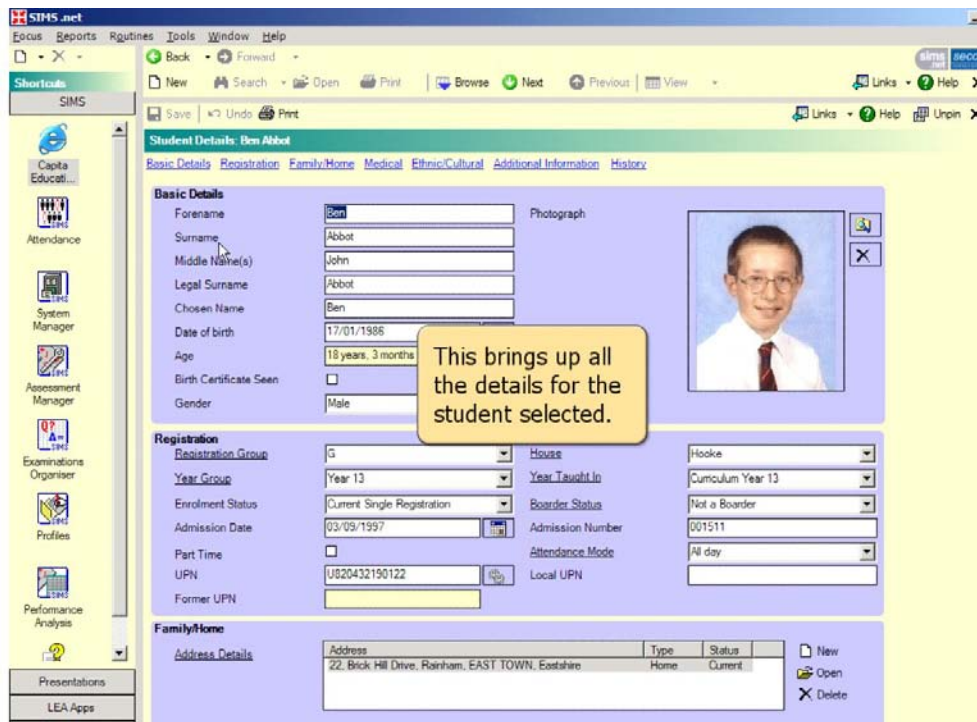 SIMS .net
Focus Reports Routines Tools Window Help
Back Forward
New Search Open Print Browse Next Previous View Links Help
Shortcuts
SIMS
Save Undo Print Links Help Unpin
Student Details: Ben Abbot
Basic Details Registration Family/Home Medical Ethnic/Cultural Additional Information History
Capita
Educati...
Attendance
System
Manager
Assessment
Manager
Examinations
Organiser
Profiles
Performance
Analysis
Presentations
LEA Apps
Basic Details
Forename Ben Photograph
Surname Abbot
Middle Name(s) John
Legal Surname Abbot
Chosen Name Ben
Date of birth 17/01/1986
Age 18 years, 3 months
Birth Certificate Seen
Gender Male
This brings up all
the details for the
student selected.
Registration
Registration Group G House Hooke
Year Group Year 13 Year Taught In Curriculum Year 13
Enrolment Status Current Single Registration Boarder Status Not a Boarder
Admission Date 03/09/1997 Admission Number 001511
Part Time Attendance Mode All day
UPN U820432190122 Local UPN
Former UPN
Family/Home
Address Details Address Type Status New
22, Brick Hill Drive, Rainham, EAST TOWN, Eastshire Home Current Open
Delete